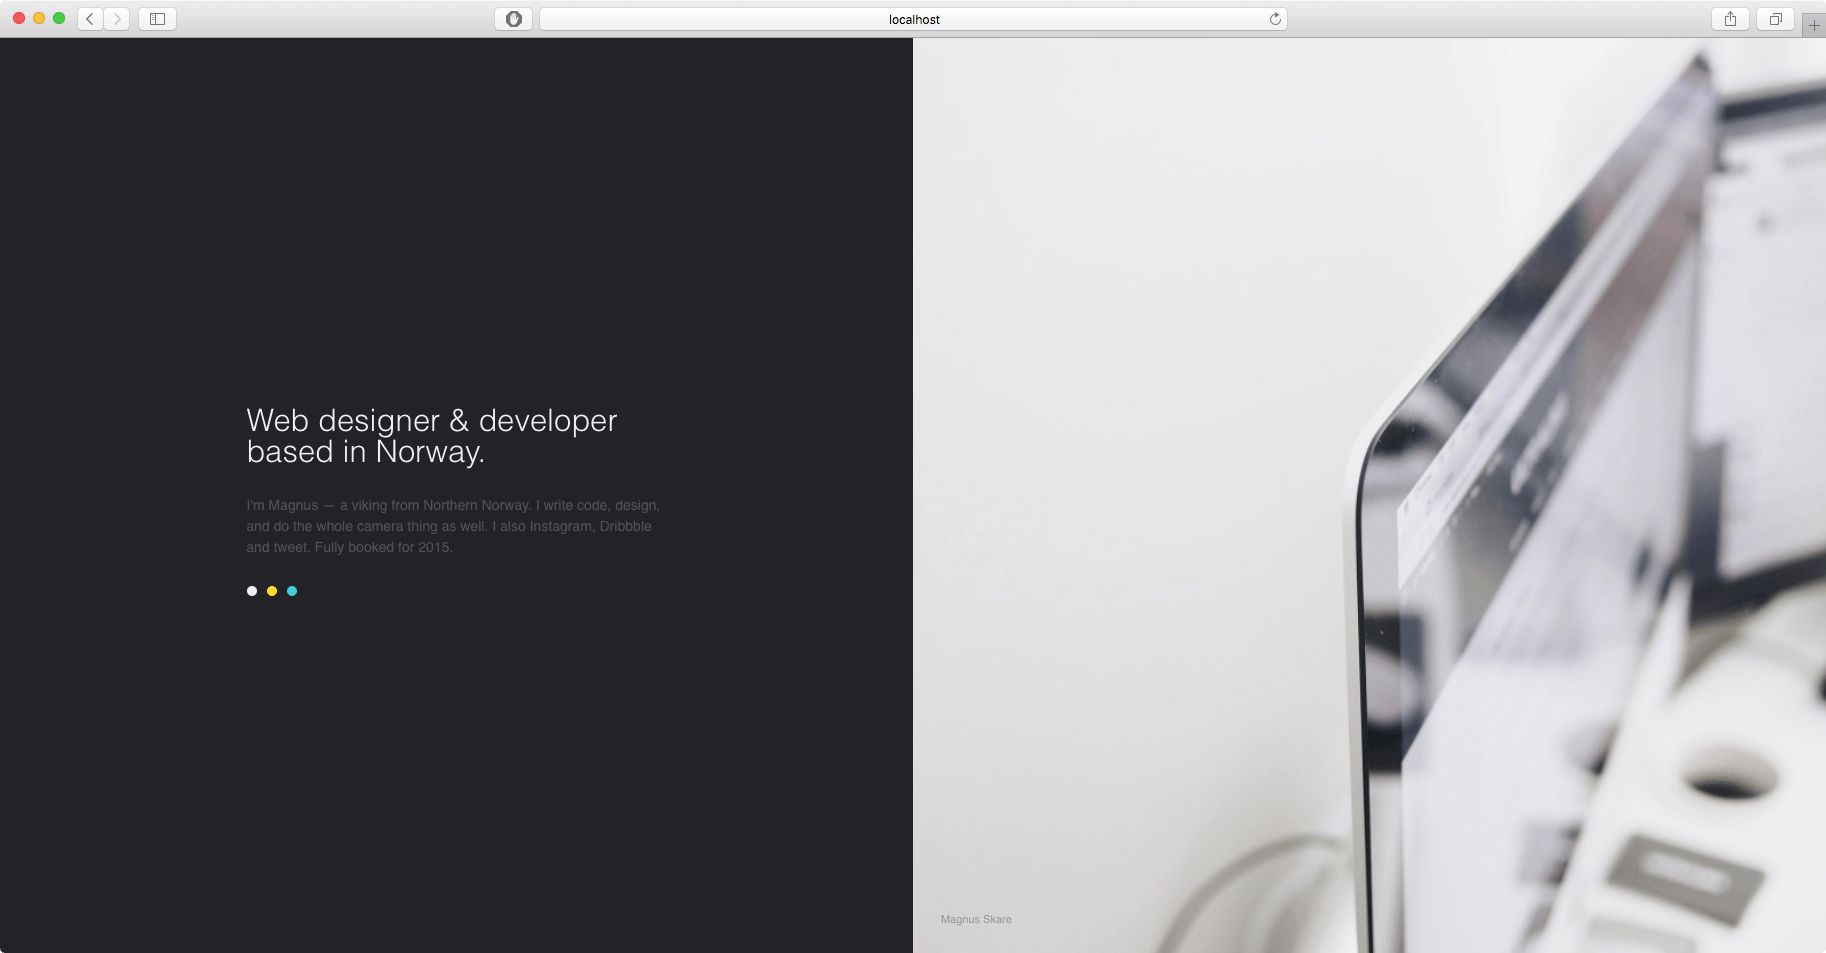 localhost
Web designer & developer
based in Norway.
I'm Magnus — a viking from Northern Norway. I write code, design,
and do the whole camera thing as well. I also Instagram, Dribbble
and tweet. Fully booked for 2015.
Magnus Skare